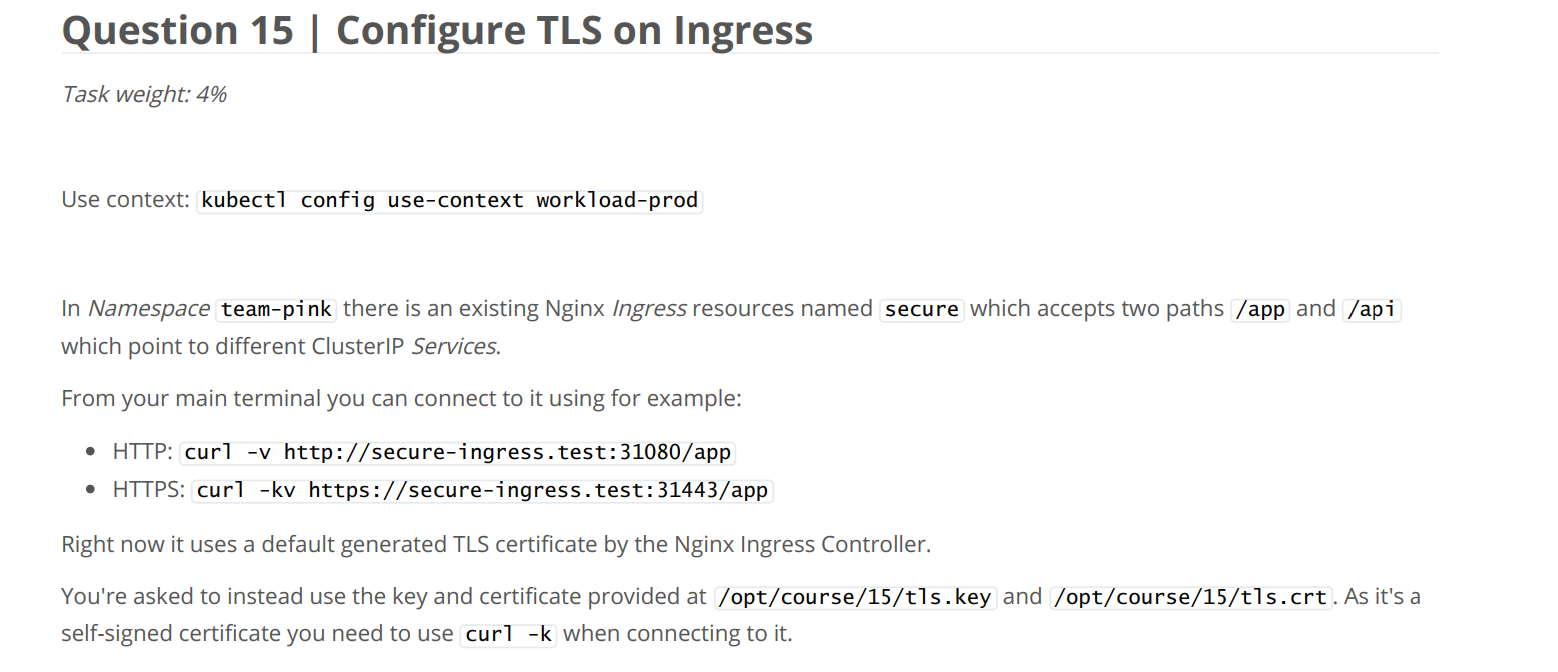 Question 15 | Configure TLS on Ingress
Task weight: 4%
Use context: kubectl config use-context workload-prod
In Namespace team-pink there is an existing Nginx Ingress resources named secure which accepts two paths /app and /api
which point to different ClusterIP Services.
From your main terminal you can connect to it using for example:
• HTTP: curl -v http://secure-ingress.test:31080/app
• HTTPS: curl -kv https://secure-ingress.test:31443/app
Right now it uses a default generated TLS certificate by the Nginx Ingress Controller.
You're asked to instead use the key and certificate provided at /opt/course/15/tls.key and /opt/course/15/tls.crt. As it's a
self-signed certificate you need to use curl -k when connecting to it.